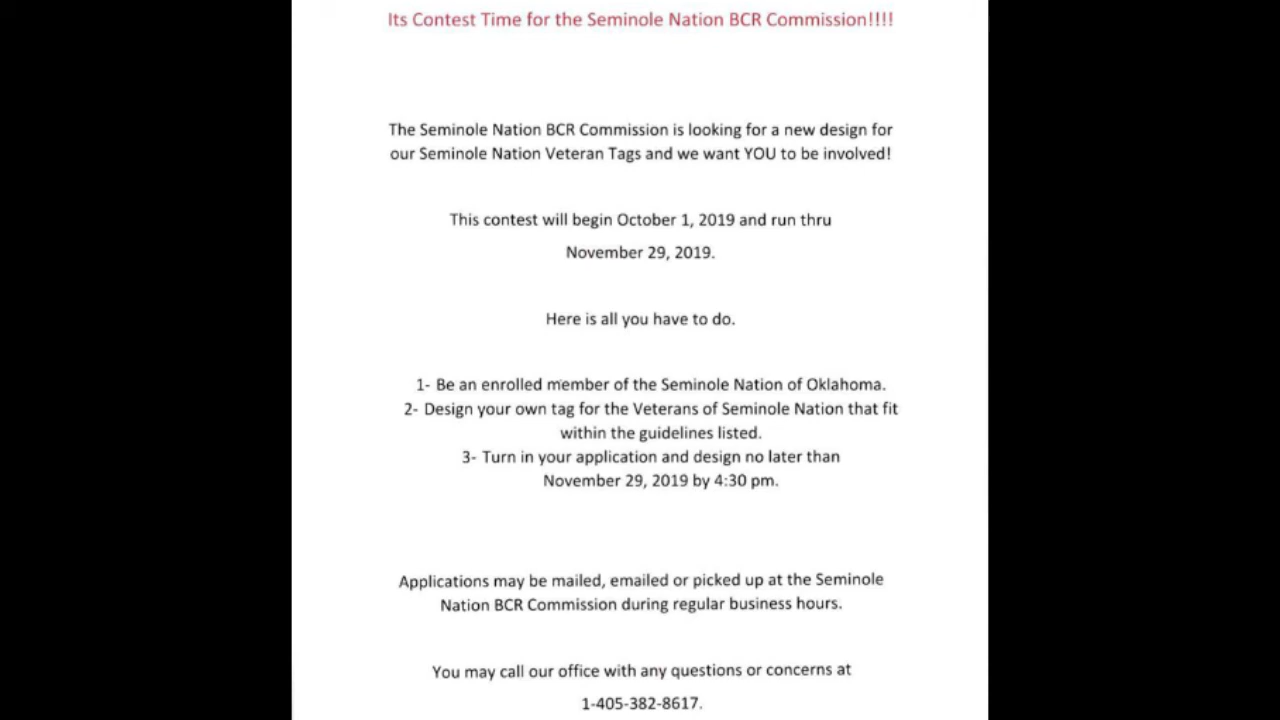 Its Contest Time for the Seminole Nation BCR Commission!!!!
The Seminole Nation BCR Commission is looking for a new design for
our Seminole Nation Veteran Tags and we want YOU to be involved!
This contest will begin October 1, 2019 and run thru
November 29, 2019.
Here is all you have to do.
1- Be an enrolled member of the Seminole Nation of Oklahoma.
2- Design your own tag for the Veterans of Seminole Nation that fit
within the guidelines listed.
3- Turn in your application and design no later than
November 29, 2019 by 4:30 pm.
Applications may be mailed, emailed or picked up at the Seminole
Nation BCR Commission during regular business hours.
You may call our office with any questions or concerns at
1-405-382-8617.